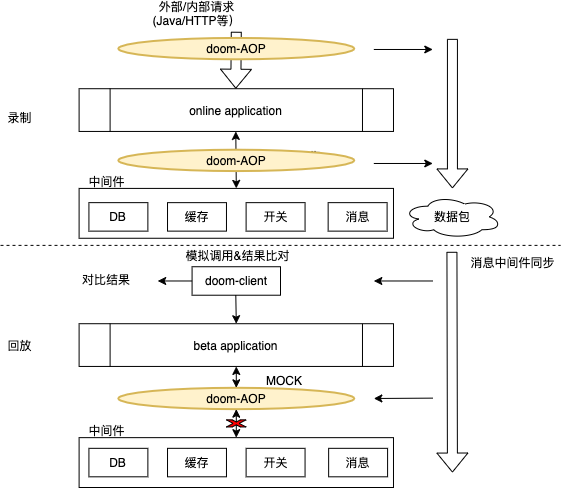 外部/内部请求
(Java/HTTP等)
doom-AOP
online application
录制
doom-AOP
中间件
DB
缓存
开关
消息
数据包
模拟调用&结果比对
消息中间件同步
对比结果
doom-client
回放
beta application
MOCK
doom-AOP
中间件
DB
缓存
开关
消息